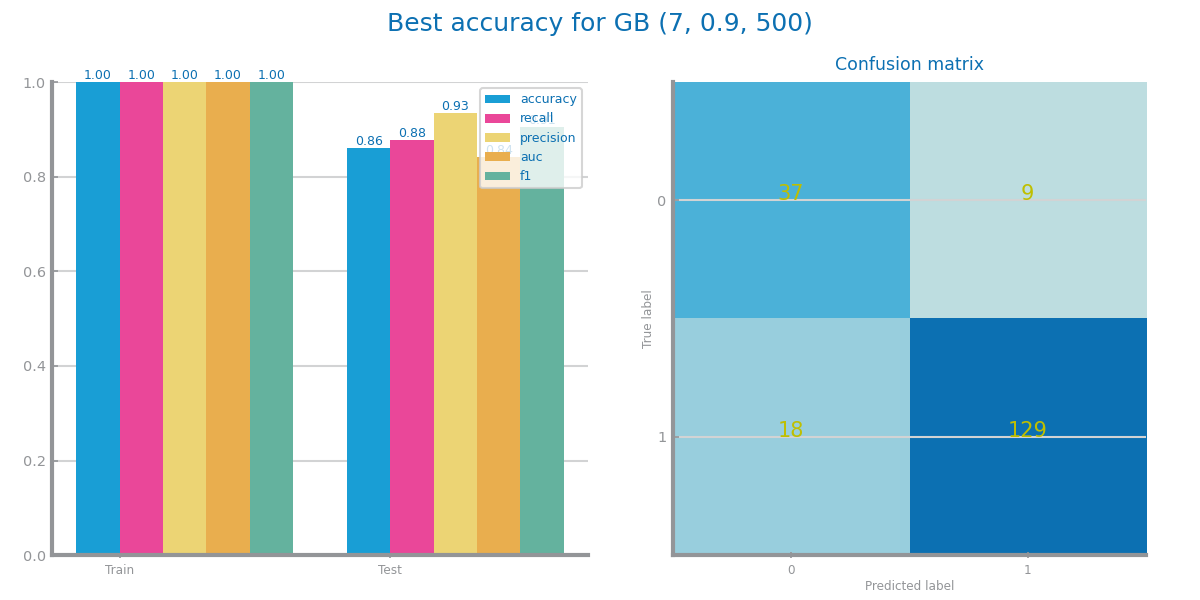 Best accuracy for GB (7, 0.9, 500)
1.00 1.00 1.00 1.00 1.00
0.86 0.88 0.93 0.84
accuracy
recall
precision
auc
f1
1.0
0.8
0.6
0.4
0.2
0.0
Train Test
Confusion matrix
37 9
18 129
True label
0
1
0 1
Predicted label